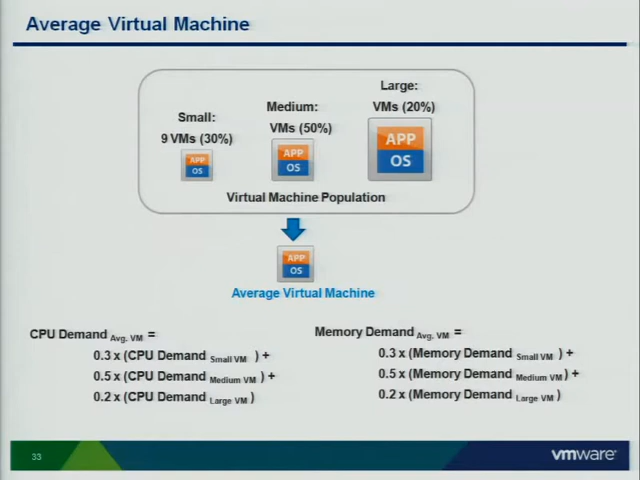 Average Virtual Machine
Large:
Medium:
VMs (20%)
Small:
VMs (50%)
9 VMs (30%)
APP
OS
APP
OS
APP
OS
Virtual Machine Population
APP
OS
Average Virtual Machine
CPU Demand Avg. VM =
0.3 x (CPU Demand Small VM ) +
0.5 x (CPU Demand Medium VM ) +
0.2 x (CPU Demand Large VM )
Memory Demand Avg. VM =
0.3 x (Memory Demand Small VM ) +
0.5 x (Memory Demand Medium VM ) +
0.2 x (Memory Demand Large VM )
33
vmware